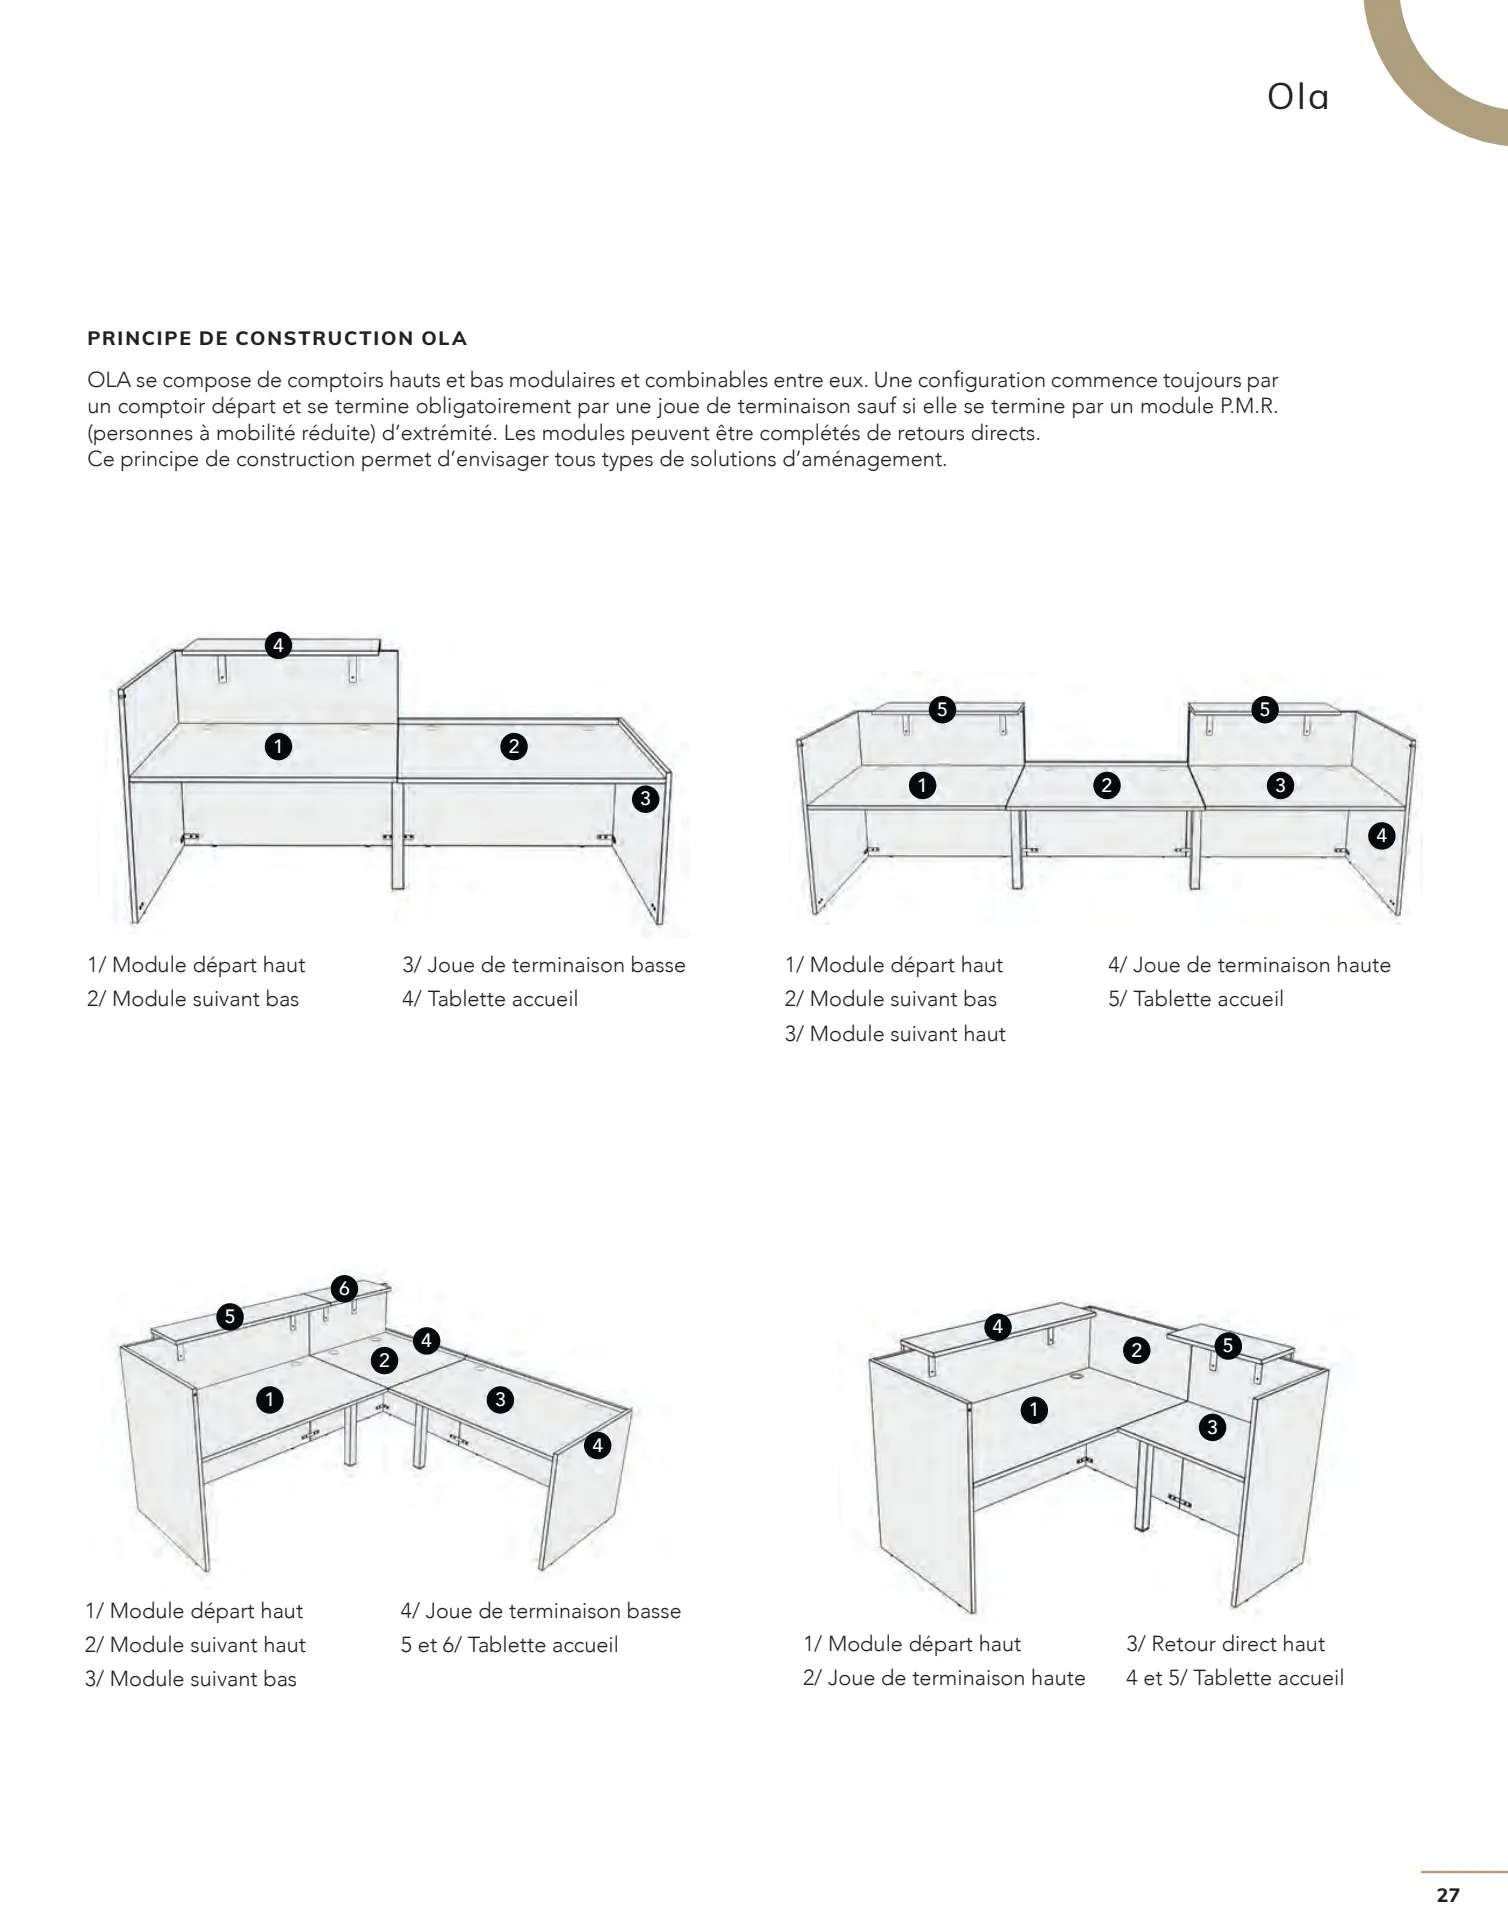 Ola
PRINCIPE DE CONSTRUCTION OLA
OLA se compose de comptoirs hauts et bas modulaires et combinables entre eux. Une configuration commence toujours par
un comptoir départ et se termine obligatoirement par une joue de terminaison sauf si elle se termine par un module P.M.R.
(personnes à mobilité réduite) d’extrémité. Les modules peuvent être complétés de retours directs.
Ce principe de construction permet d’envisager tous types de solutions d’aménagement.
4
1
2
3
1/ Module départ haut
2/ Module suivant bas
3/ Joue de terminaison basse
4/ Tablette accueil
5
5
1
2
3
4
1/ Module départ haut
2/ Module suivant bas
3/ Module suivant haut
4/ Joue de terminaison haute
5/ Tablette accueil
6
5
4
2
1
3
4
1/ Module départ haut
2/ Module suivant haut
3/ Module suivant bas
4/ Joue de terminaison basse
5 et 6/ Tablette accueil
4
2
5
1
3
1/ Module départ haut
2/ Joue de terminaison haute
3/ Retour direct haut
4 et 5/ Tablette accueil
27